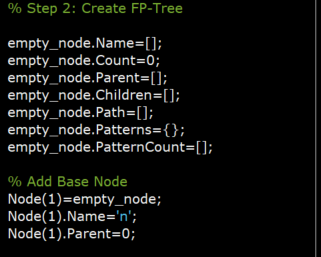 % Step 2: Create FP-Tree
empty_node.Name=[];
empty_node.Count=0;
empty_node.Parent=[];
empty_node.Children=[];
empty_node.Path=[];
empty_node.Patterns={};
empty_node.PatternCount=[];
% Add Base Node
Node(1)=empty_node;
Node(1).Name='n';
Node(1).Parent=0;